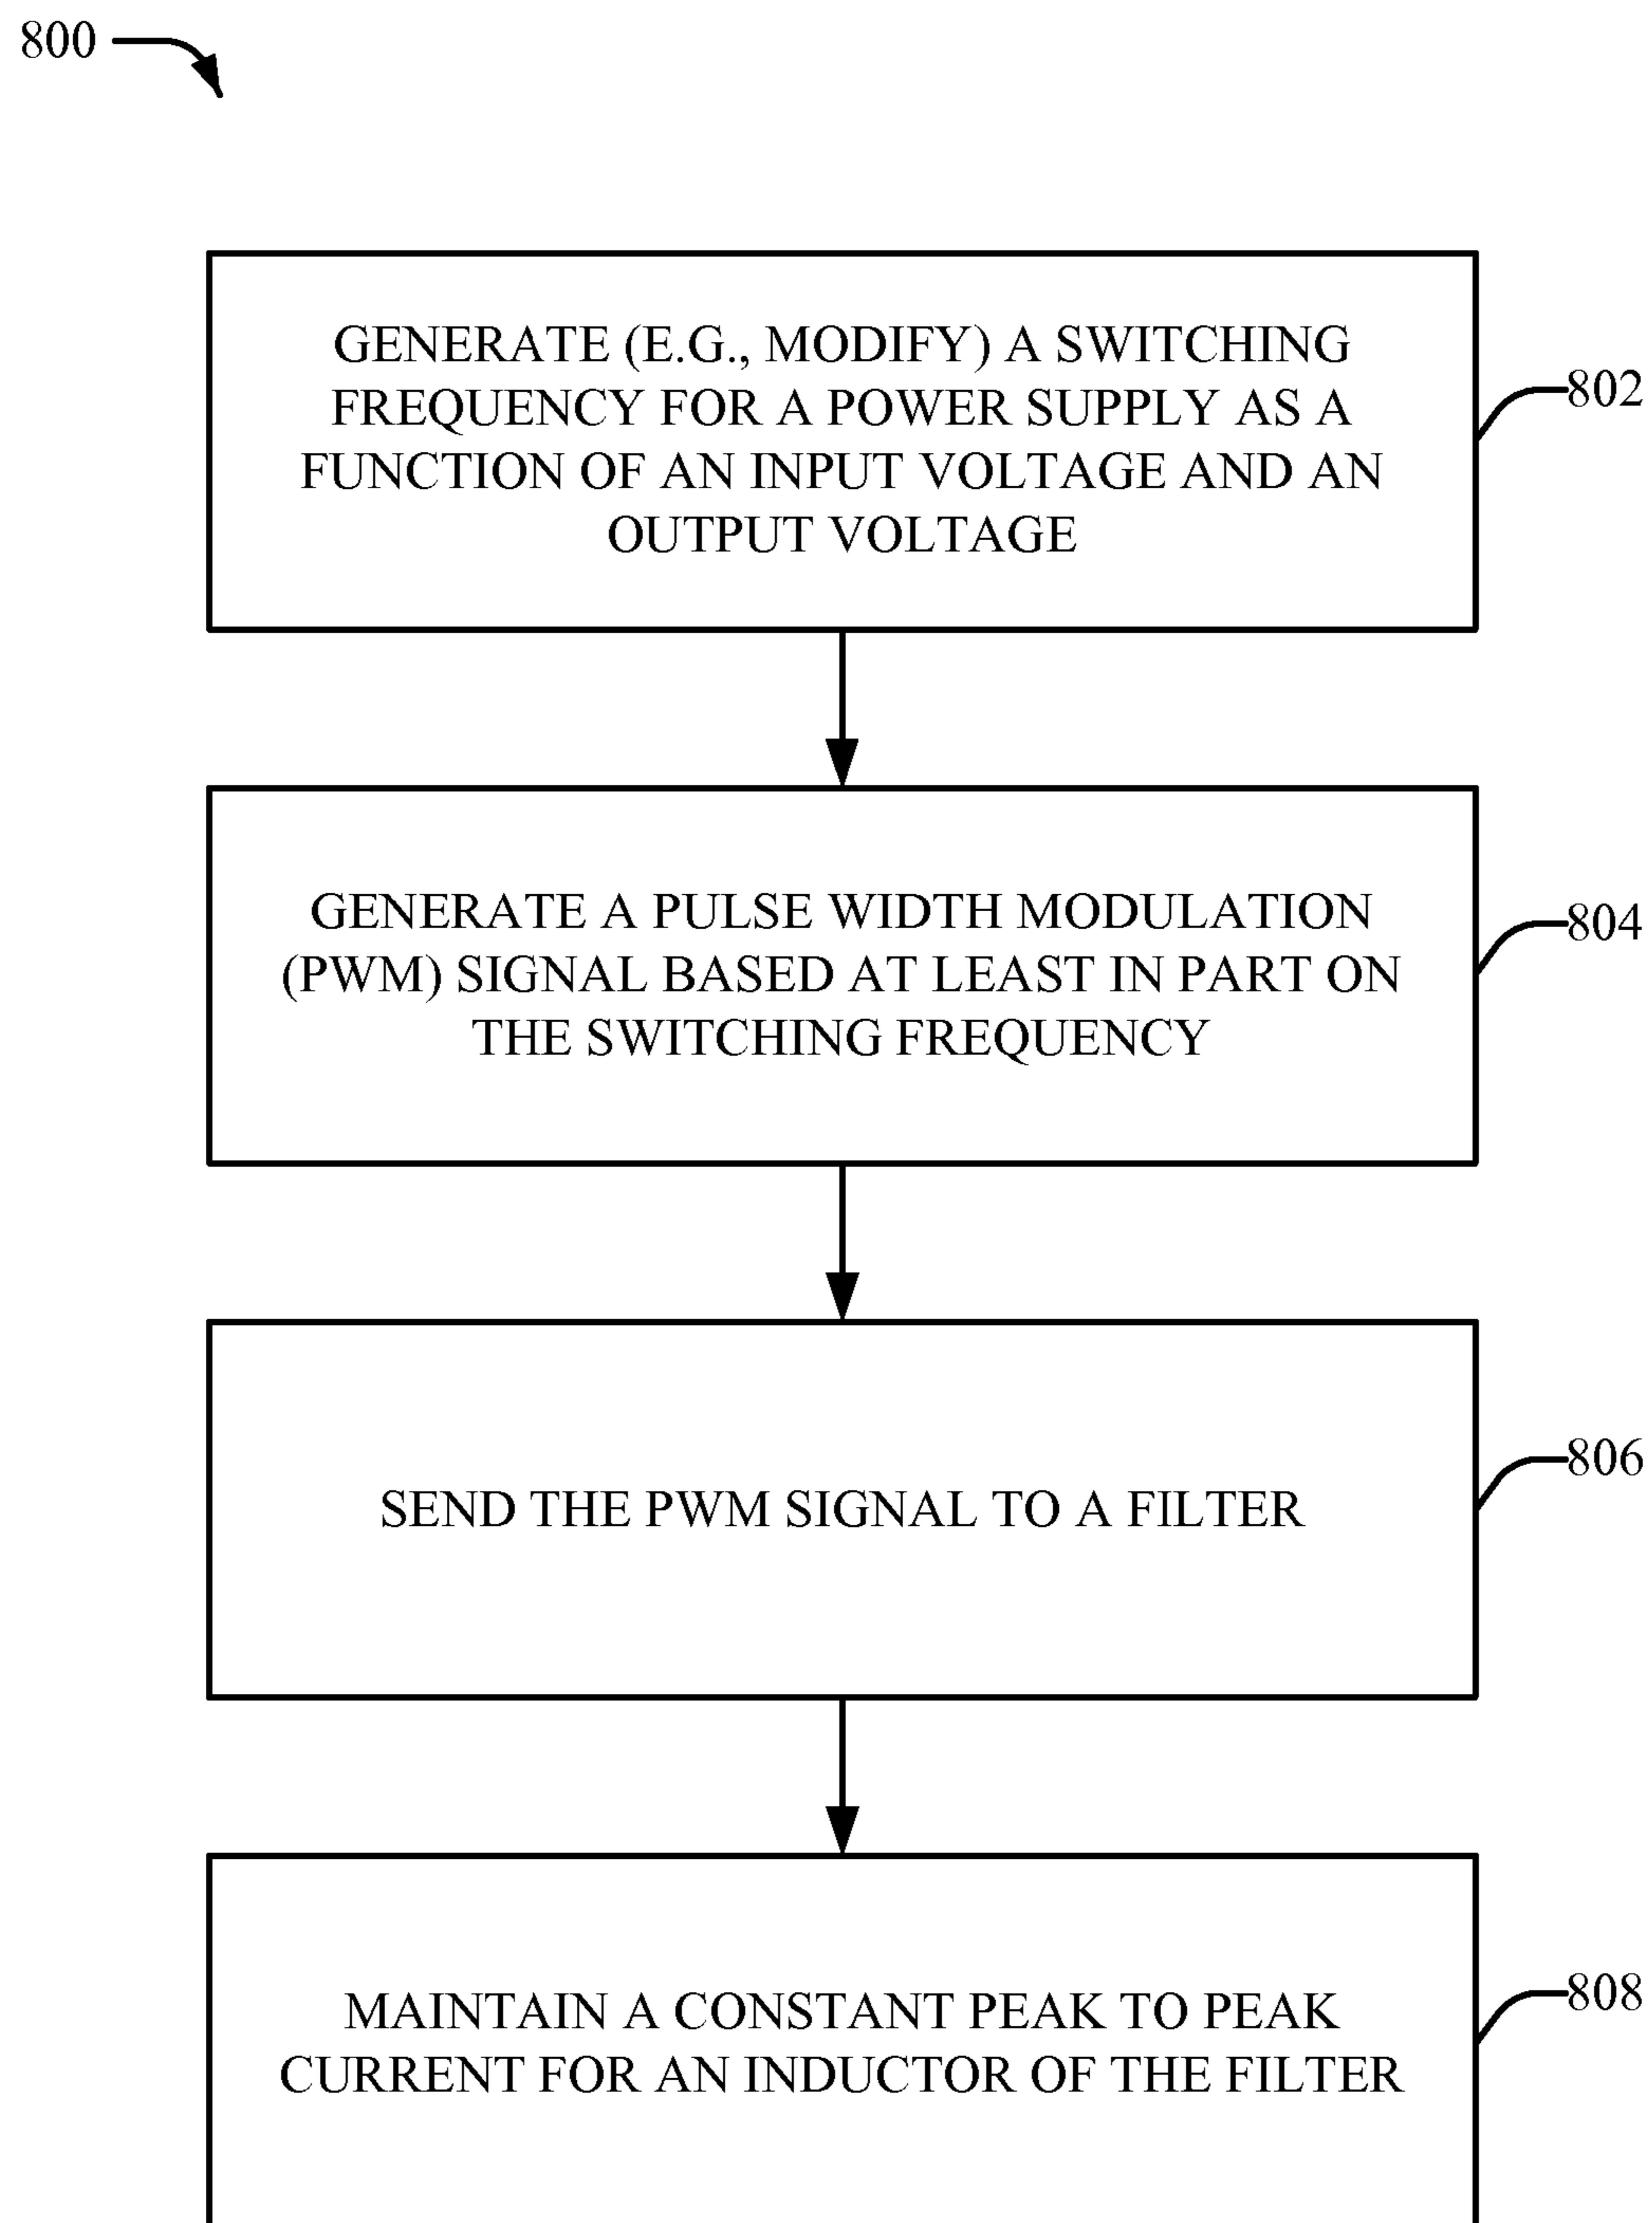 800
GENERATE (E.G., MODIFY) A SWITCHING
FREQUENCY FOR A POWER SUPPLY AS A
FUNCTION OF AN INPUT VOLTAGE AND AN
OUTPUT VOLTAGE
802
GENERATE A PULSE WIDTH MODULATION
(PWM) SIGNAL BASED AT LEAST IN PART ON
THE SWITCHING FREQUENCY
804
SEND THE PWM SIGNAL TO A FILTER
806
MAINTAIN A CONSTANT PEAK TO PEAK
CURRENT FOR AN INDUCTOR OF THE FILTER
808